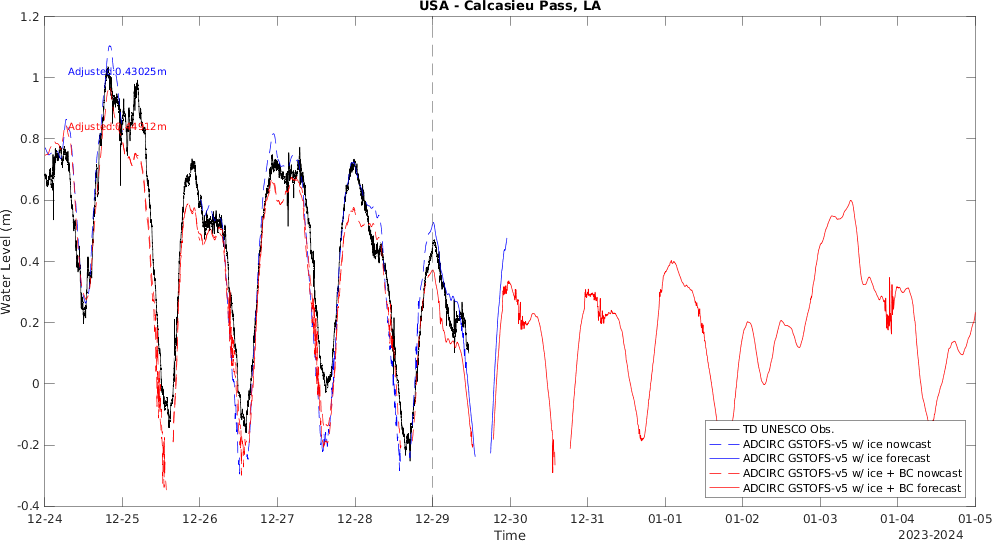 USA - Calcasieu Pass, LA
1.2
1
0.8
0.6
0.4
0.2
0
-0.2
-0.4
Water Level (m)
Adjusted:0.43025m
TD UNESCO Obs.
ADCIRC GSTOFS-v5 w/ ice nowcast
ADCIRC GSTOFS-v5 w/ ice forecast
ADCIRC GSTOFS-v5 w/ ice + BC nowcast
ADCIRC GSTOFS-v5 w/ ice + BC forecast
12-24 12-25 12-26 12-27 12-28 12-29 12-30 12-31 01-01 01-02 01-03 01-04 01-05
Time
2023-2024